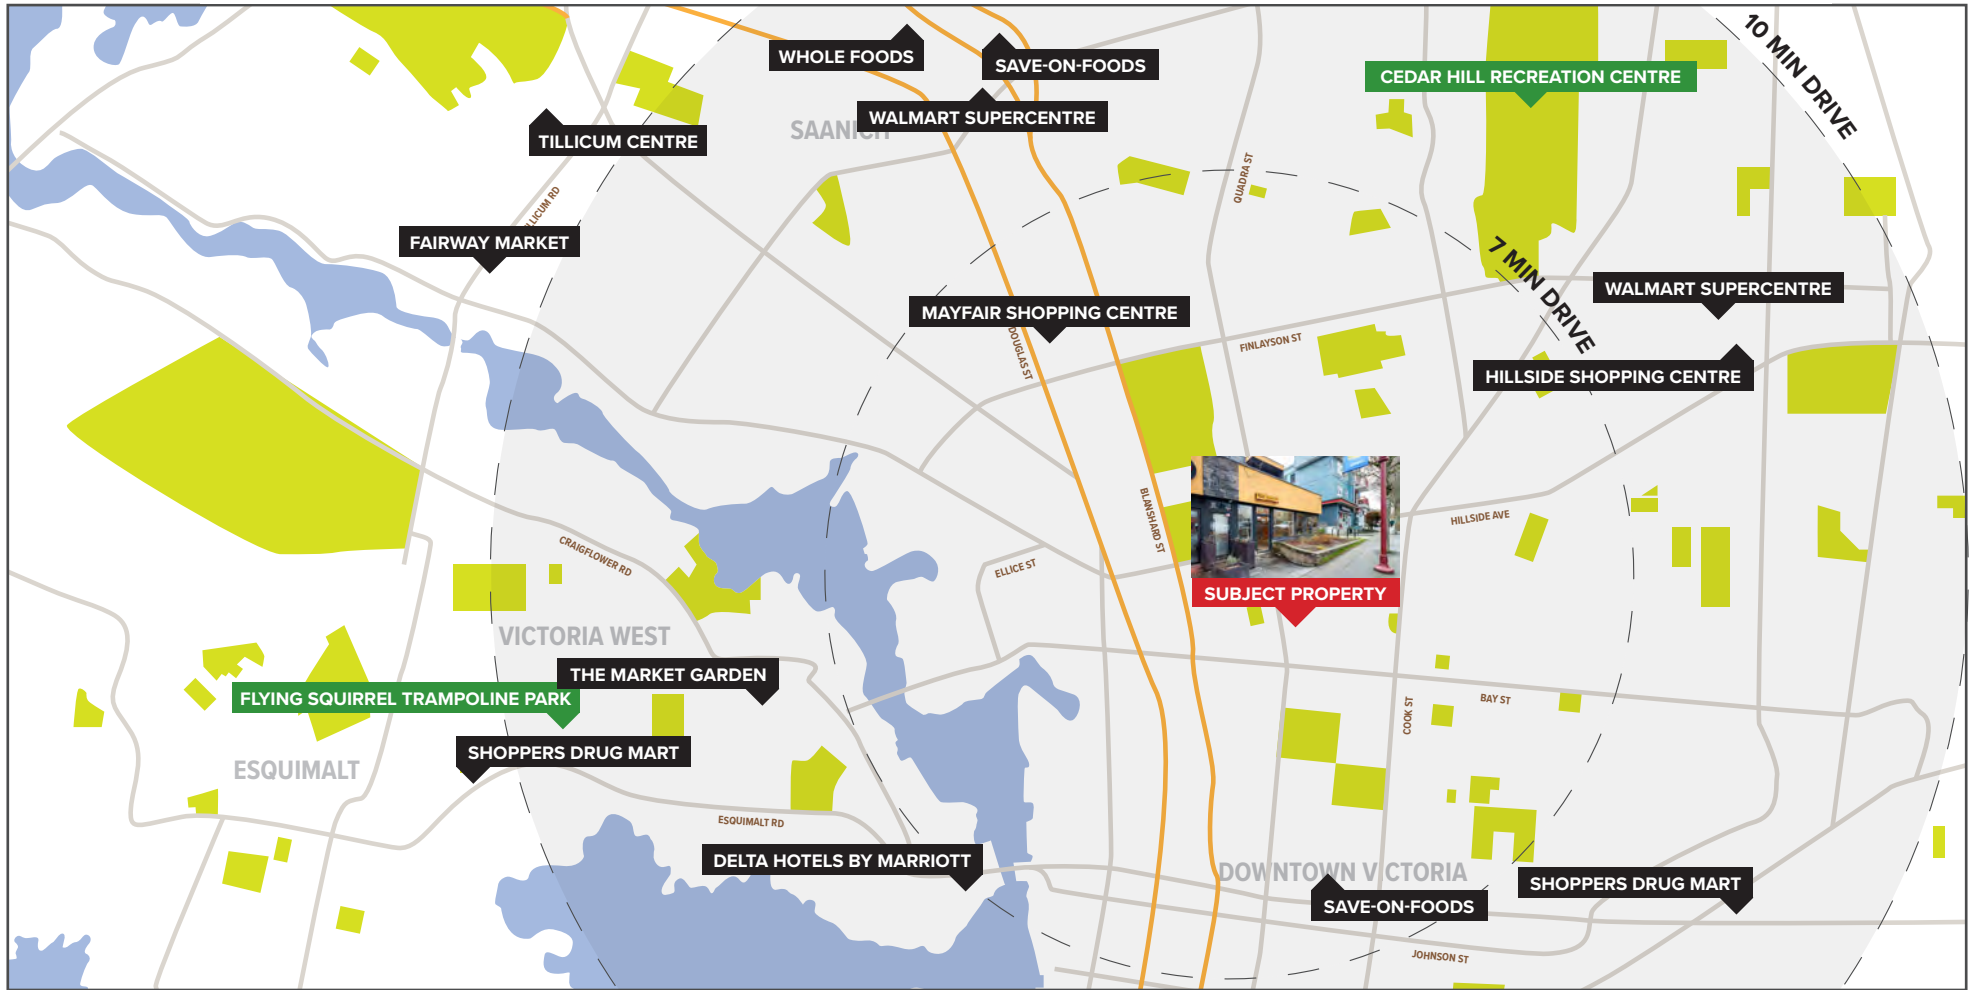 10 MIN DRIVE
WHOLE FOODS
SAVE-ON-FOODS
CEDAR HILL RECREATION CENTRE
WALMART SUPERCENTRE
SAANICH
TILLICUM CENTRE
QUADRA ST
FAIRWAY MARKET
7 MIN DRIVE
WALMART SUPERCENTRE
MAYFAIR SHOPPING CENTRE
DOUGLAS ST
FINLAYSON ST
HILLSIDE SHOPPING CENTRE
BLANSHARD ST
HILLSIDE AVE
CRAIGFLOWER RD
ELLICE ST
SUBJECT PROPERTY
VICTORIA WEST
THE MARKET GARDEN
FLYING SQUIRREL TRAMPOLINE PARK
COOK ST
BAY ST
SHOPPERS DRUG MART
ESQUIMALT
ESQUIMALT RD
DELTA HOTELS BY MARRIOTT
DOWNTOWN V CTORIA
SHOPPERS DRUG MART
SAVE-ON-FOODS
JOHNSON ST